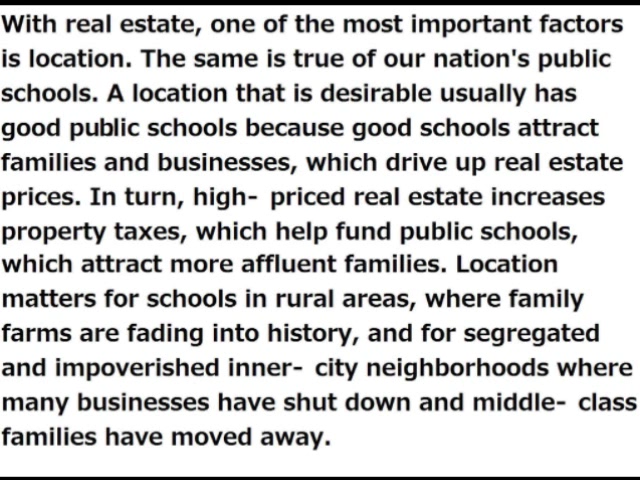 With real estate, one of the most important factors
is location. The same is true of our nation's public
schools. A location that is desirable usually has
good public schools because good schools attract
families and businesses, which drive up real estate
prices. In turn, high- priced real estate increases
property taxes, which help fund public schools,
which attract more affluent families. Location
matters for schools in rural areas, where family
farms are fading into history, and for segregated
and impoverished inner- city neighborhoods where
many businesses have shut down and middle- class
families have moved away.